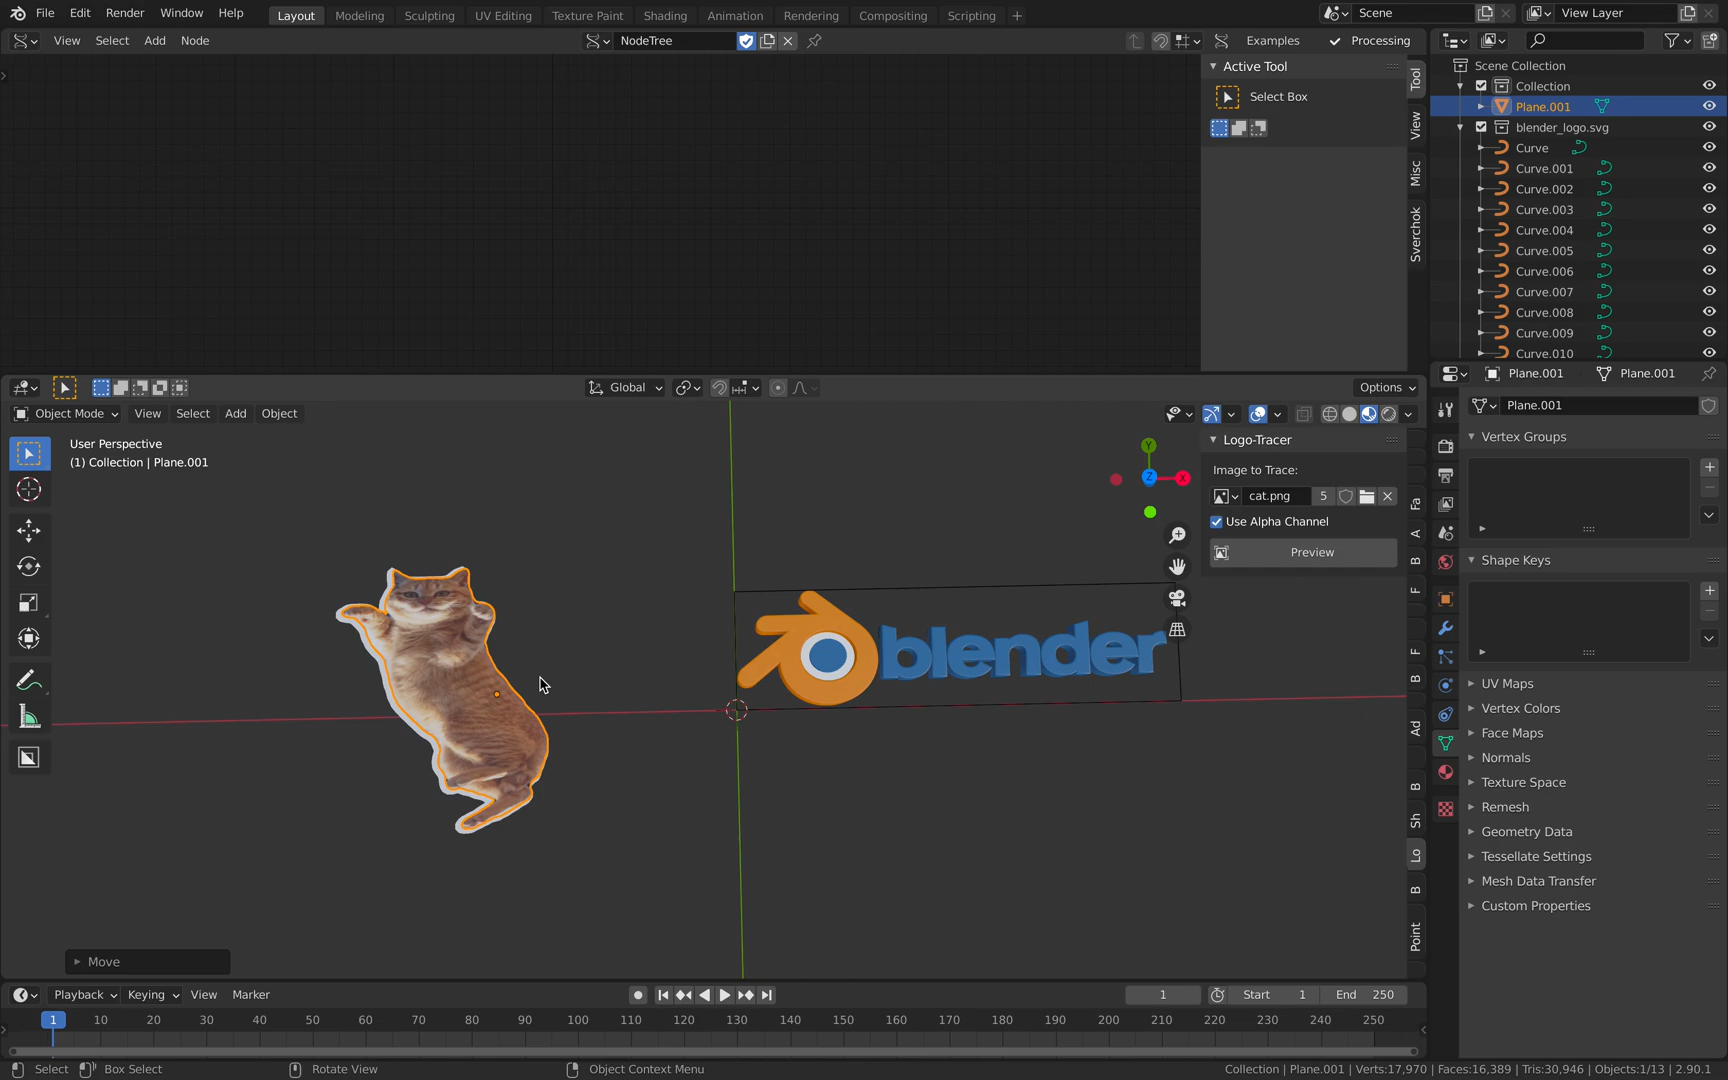 File Edit Render Window Help Layout Modeling Sculpting UV Editing Texture Paint Shading Animation Rendering Compositing Scripting + Scene View Layer
View Select Add Node NodeTree Examples Processing
Active Tool
Select Box
Tool
View
Misc
Sverchok
Scene Collection
Collection
Plane.001
blender_logo.svg
Curve
Curve.001
Curve.002
Curve.003
Curve.004
Curve.005
Curve.006
Curve.007
Curve.008
Curve.009
Curve.010
Global Options
Object Mode View Select Add Object
User Perspective
(1) Collection | Plane.001
Y
Z
X
blender
Logo-Tracer
Image to Trace:
cat.png 5
Use Alpha Channel
Preview
Fa
A
B
F
F
B
Ad
B
Sh
Lo
B
Point
Plane.001 Plane.001
Plane.001
Vertex Groups
Shape Keys
UV Maps
Vertex Colors
Face Maps
Normals
Texture Space
Remesh
Geometry Data
Tessellate Settings
Mesh Data Transfer
Custom Properties
Move
Playback Keying View Marker 1 Start 1 End 250
1 10 20 30 40 50 60 70 80 90 100 110 120 130 140 150 160 170 180 190 200 210 220 230 240 250
Select Box Select Rotate View Object Context Menu Collection | Plane.001 | Verts:17,970 | Faces:16,389 | Tris:30,946 | Objects:1/13 | 2.90.1